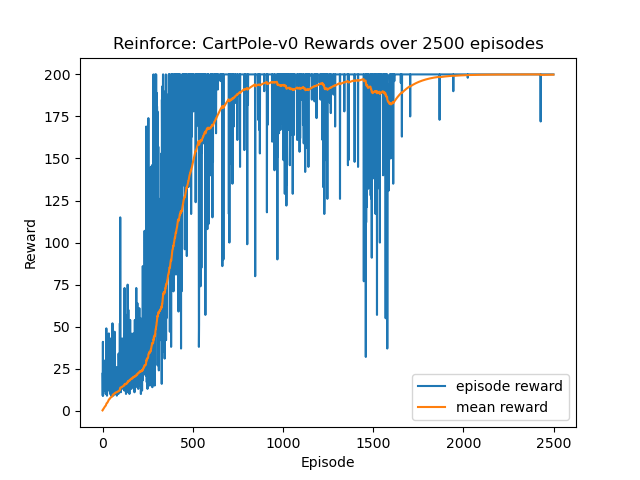 Reinforce: CartPole-v0 Rewards over 2500 episodes
200
175
150
125
100
75
50
25
0
Reward
episode reward
mean reward
0 500 1000 1500 2000 2500
Episode